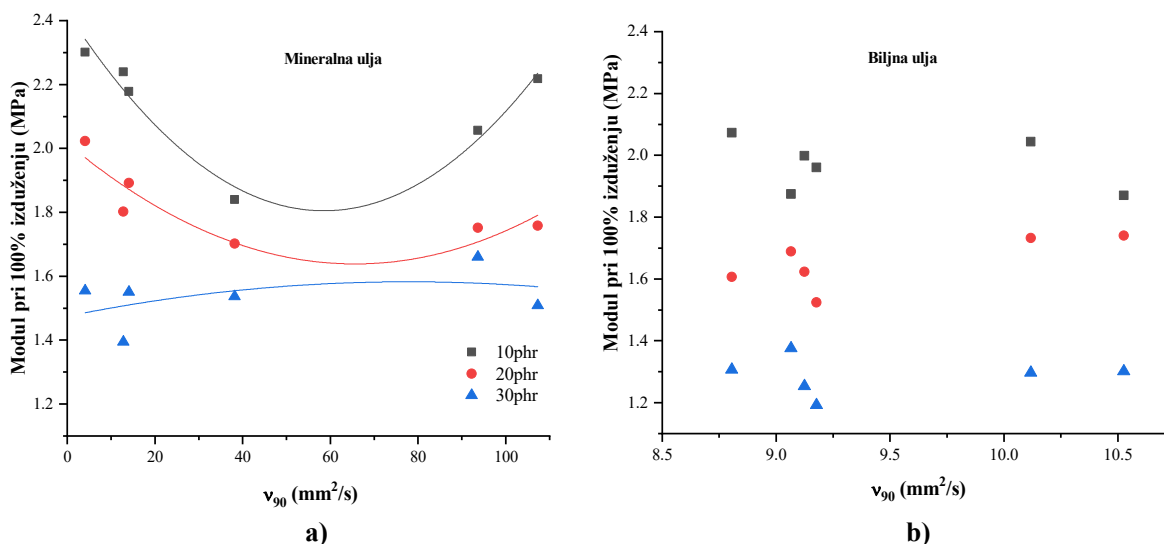 Mineralna ulja
Modul pri 100% izduženju (MPa)
2.4
2.2
2.0
1.8
1.6
1.4
1.2
10phr
20phr
30phr
0 20 40 60 80 100
ν90 (mm²/s)
a)
Biljna ulja
Modul pri 100% izduženju (MPa)
2.4
2.2
2.0
1.8
1.6
1.4
1.2
8.5 9.0 9.5 10.0 10.5
ν90 (mm²/s)
b)